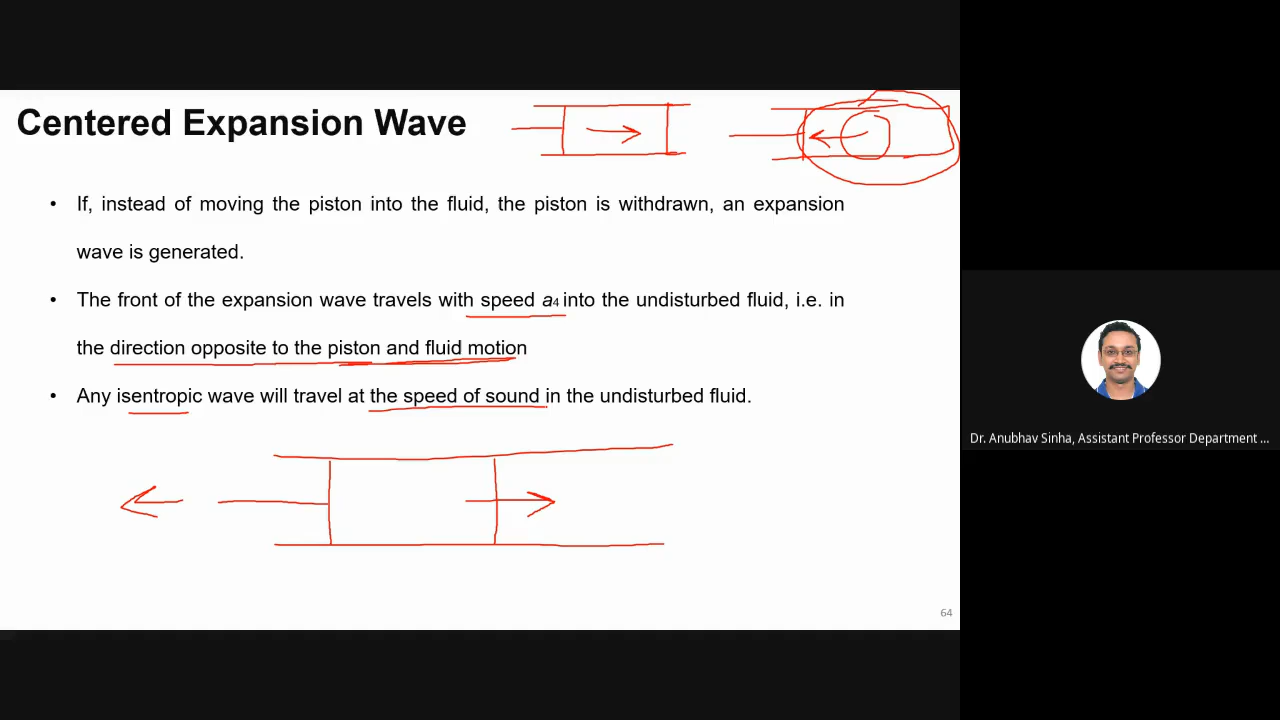 Centered Expansion Wave
• If, instead of moving the piston into the fluid, the piston is withdrawn, an expansion
wave is generated.
• The front of the expansion wave travels with speed a4 into the undisturbed fluid, i.e. in
the direction opposite to the piston and fluid motion
• Any isentropic wave will travel at the speed of sound in the undisturbed fluid.
64
Dr. Anubhav Sinha, Assistant Professor Department ...